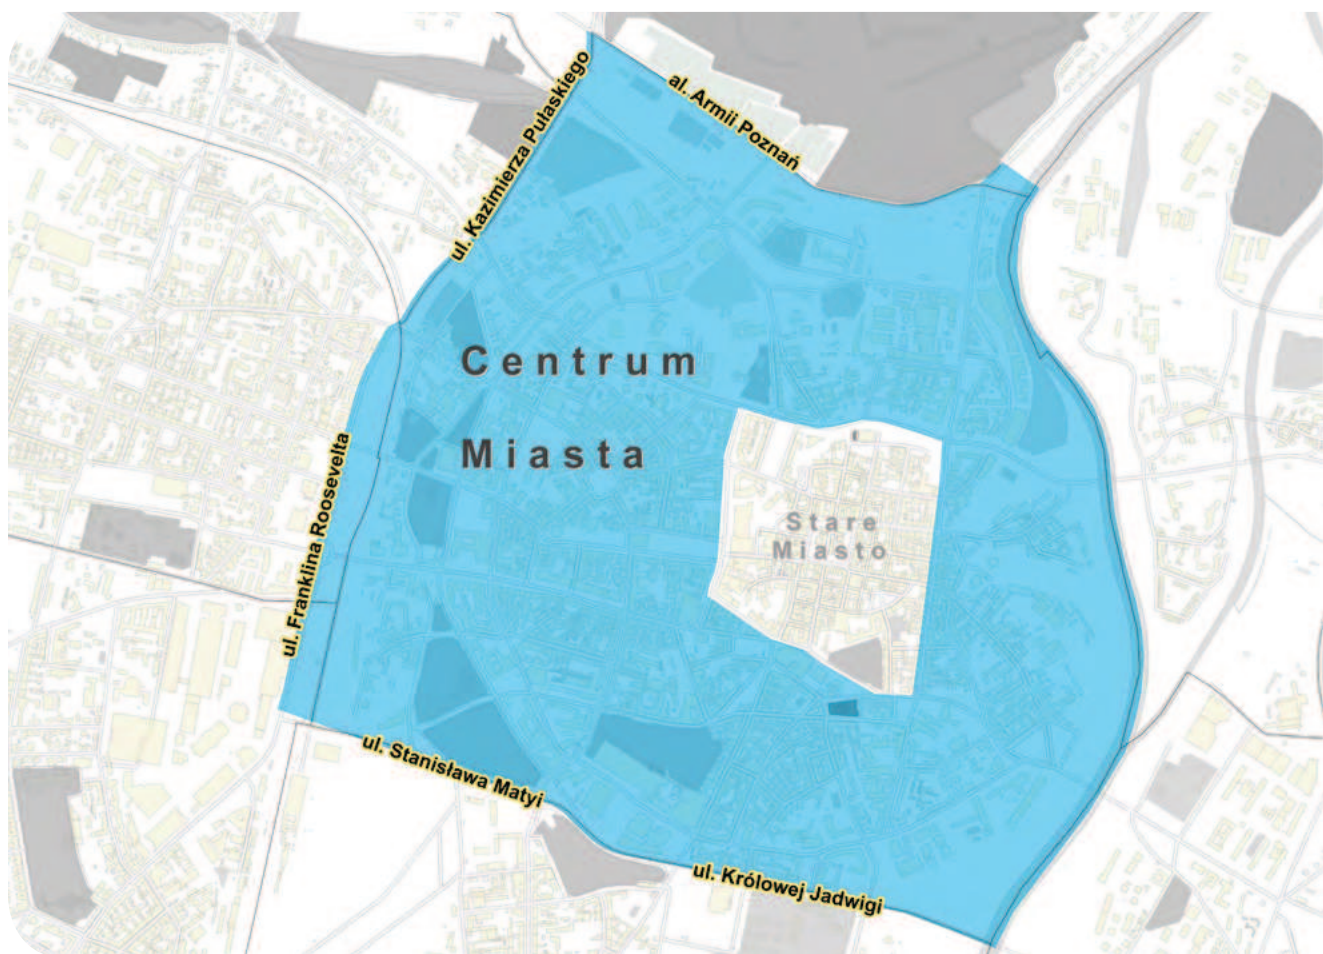 al. Armii Poznań
ul. Kazimierza Pułaskiego
Centrum
Miasta
ul. Franklina Roosevelta
Stare
Miasto
ul. Stanisława Matyi
ul. Królowej Jadwigi